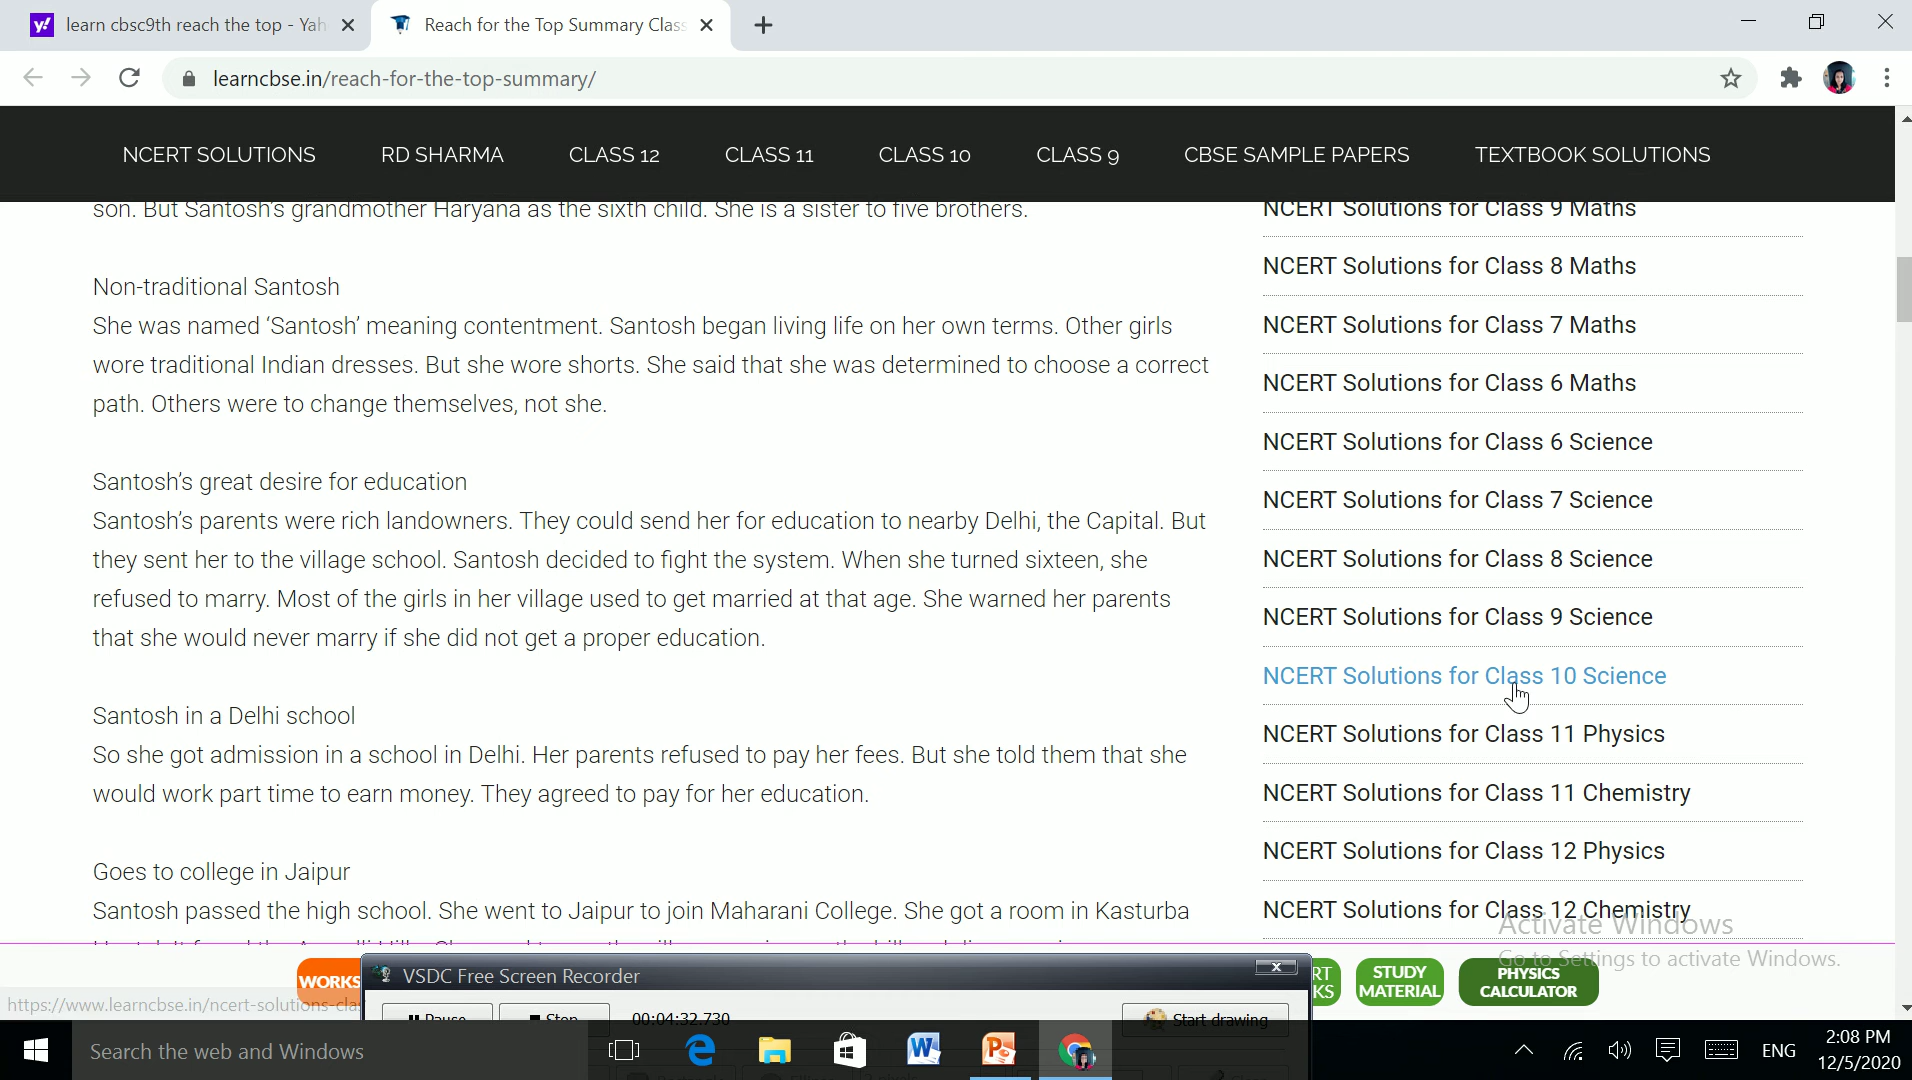 learn cbsc9th reach the top - Yah
Reach for the Top Summary Class
learncbse.in/reach-for-the-top-summary/
NCERT SOLUTIONS
RD SHARMA
CLASS 12
CLASS 11
CLASS 10
CLASS 9
CBSE SAMPLE PAPERS
TEXTBOOK SOLUTIONS
son. But Santosh's grandmother Haryana as the sixth child. She is a sister to five brothers.
Non-traditional Santosh
She was named ‘Santosh’ meaning contentment. Santosh began living life on her own terms. Other girls
wore traditional Indian dresses. But she wore shorts. She said that she was determined to choose a correct
path. Others were to change themselves, not she.
Santosh’s great desire for education
Santosh’s parents were rich landowners. They could send her for education to nearby Delhi, the Capital. But
they sent her to the village school. Santosh decided to fight the system. When she turned sixteen, she
refused to marry. Most of the girls in her village used to get married at that age. She warned her parents
that she would never marry if she did not get a proper education.
Santosh in a Delhi school
So she got admission in a school in Delhi. Her parents refused to pay her fees. But she told them that she
would work part time to earn money. They agreed to pay for her education.
Goes to college in Jaipur
Santosh passed the high school. She went to Jaipur to join Maharani College. She got a room in Kasturba
NCERT Solutions for Class 9 Maths
NCERT Solutions for Class 8 Maths
NCERT Solutions for Class 7 Maths
NCERT Solutions for Class 6 Maths
NCERT Solutions for Class 6 Science
NCERT Solutions for Class 7 Science
NCERT Solutions for Class 8 Science
NCERT Solutions for Class 9 Science
NCERT Solutions for Class 10 Science
NCERT Solutions for Class 11 Physics
NCERT Solutions for Class 11 Chemistry
NCERT Solutions for Class 12 Physics
NCERT Solutions for Class 12 Chemistry
Activate Windows
Go to Settings to activate Windows.
WORKS
RT
KS
STUDY
MATERIAL
PHYSICS
CALCULATOR
https://www.learncbse.in/ncert-solutions-cla
VSDC Free Screen Recorder
Pause
Stop
00:04:32.730
Start drawing
Search the web and Windows
ENG
2:08 PM
12/5/2020